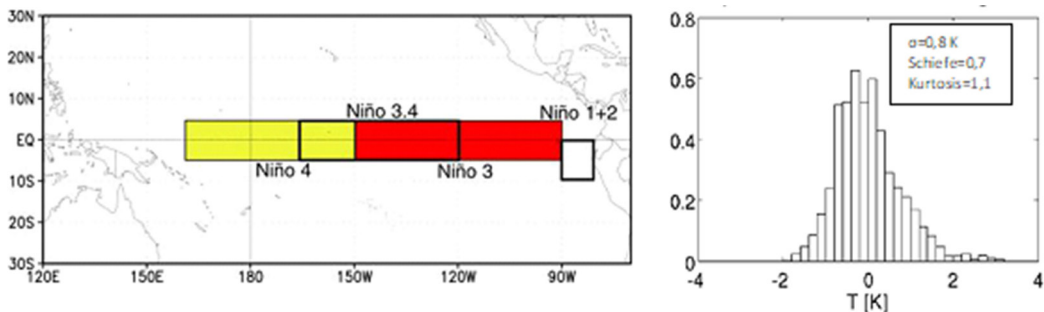 30N
20N
10N
EQ
10S
20S
30S
120E 150E 180 150W 120W 90W
Niño 3.4
Niño 1+2
Niño 4
Niño 3
0.8
0.6
0.4
0.2
0
-4 -2 0 2 4
T [K]
σ=0,8 K
Schiefe=0,7
Kurtosis=1,1